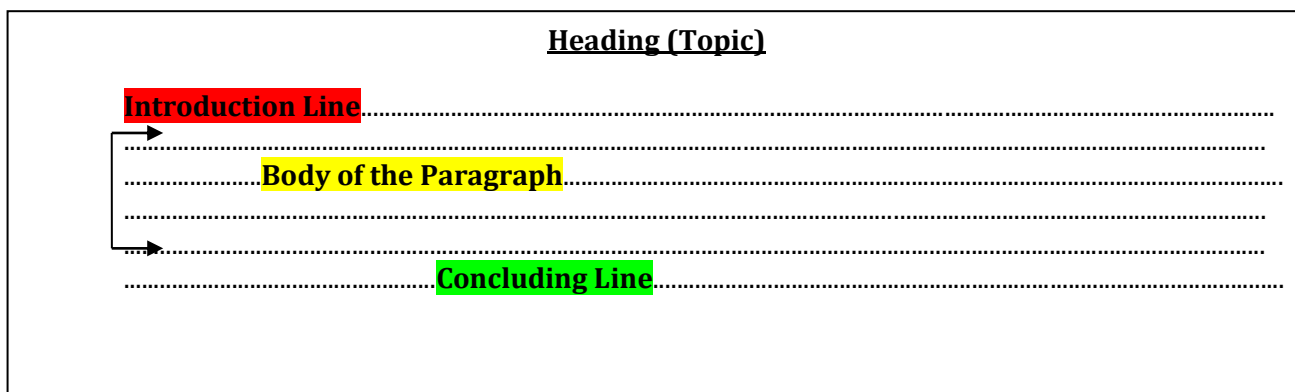 Heading (Topic)
Introduction Line..........................................................................................................................................................
................................................................................................................................................................................................
.......................Body of the Paragraph.........................................................................................................................
................................................................................................................................................................................................
................................................................................................................................................................................................
....................................................Concluding Line..........................................................................................................